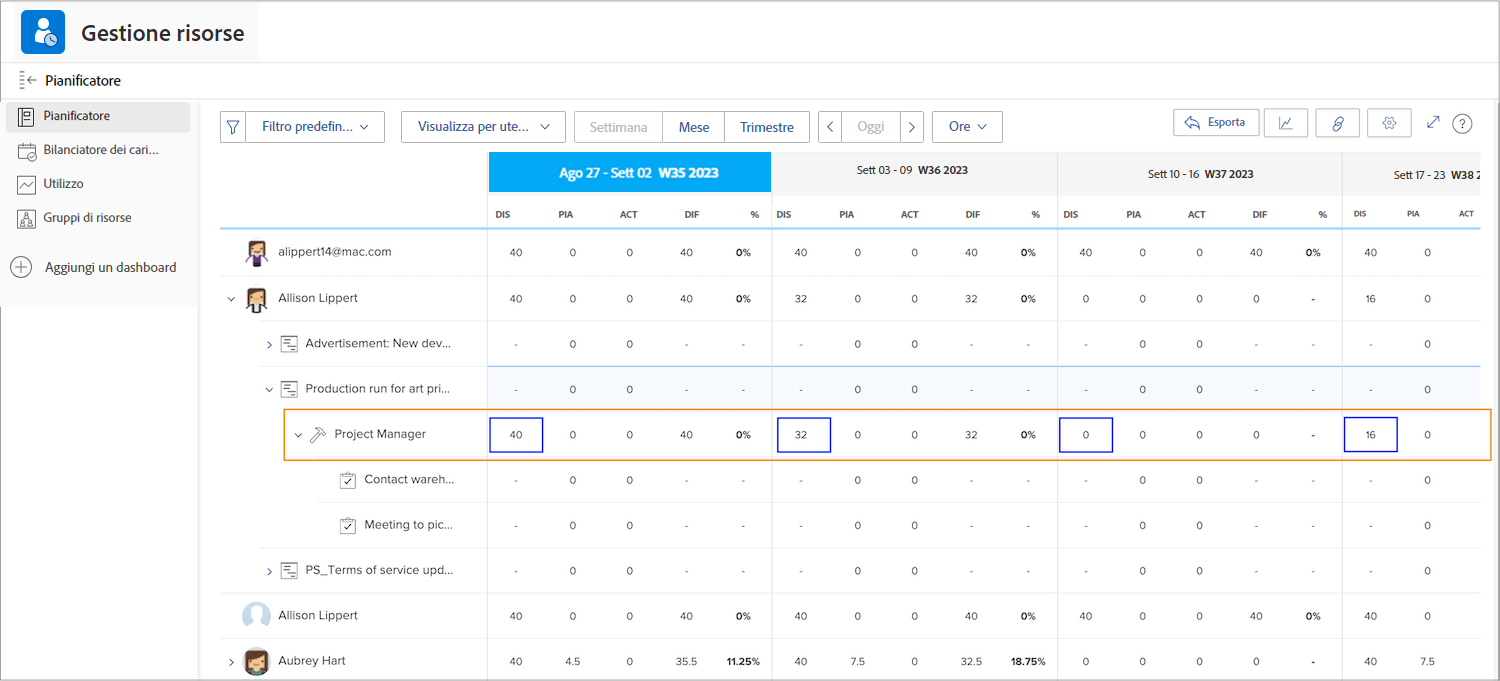 Gestione risorse
Pianificatore
Pianificatore
Bilanciatore dei cari...
Utilizzo
Gruppi di risorse
Aggiungi un dashboard
Filtro predefin... Visualizza per ute... Settimana Mese Trimestre Oggi Ore Esporta ?
Ago 27 - Sett 02 W35 2023 Sett 03 - 09 W36 2023 Sett 10 - 16 W37 2023 Sett 17 - 23 W38 2
DIS PIA ACT DIF % DIS PIA ACT DIF % DIS PIA ACT DIF % DIS PIA ACT
alippert14@mac.com 40 0 0 40 0% 40 0 0 40 0% 40 0 0 40 0% 40 0
Allison Lippert 40 0 0 40 0% 32 0 0 32 0% 0 0 0 0 - 16 0
Advertisement: New dev... - 0 0 - - - 0 0 - - - 0 0 - - - 0
Production run for art pri... - 0 0 - - - 0 0 - - - 0 0 - - - 0
Project Manager 40 0 0 40 0% 32 0 0 32 0% 0 0 0 0 - 16 0
Contact wareh... - 0 0 - - - 0 0 - - - 0 0 - - - 0
Meeting to pic... - 0 0 - - - 0 0 - - - 0 0 - - - 0
PS_Terms of service upd... - 0 0 - - - 0 0 - - - 0 0 - - - 0
Allison Lippert 40 0 0 40 0% 40 0 0 40 0% 40 0 0 40 0% 40 0
Aubrey Hart 40 4.5 0 35.5 11.25% 40 7.5 0 32.5 18.75% 0 0 0 0 - 40 7.5